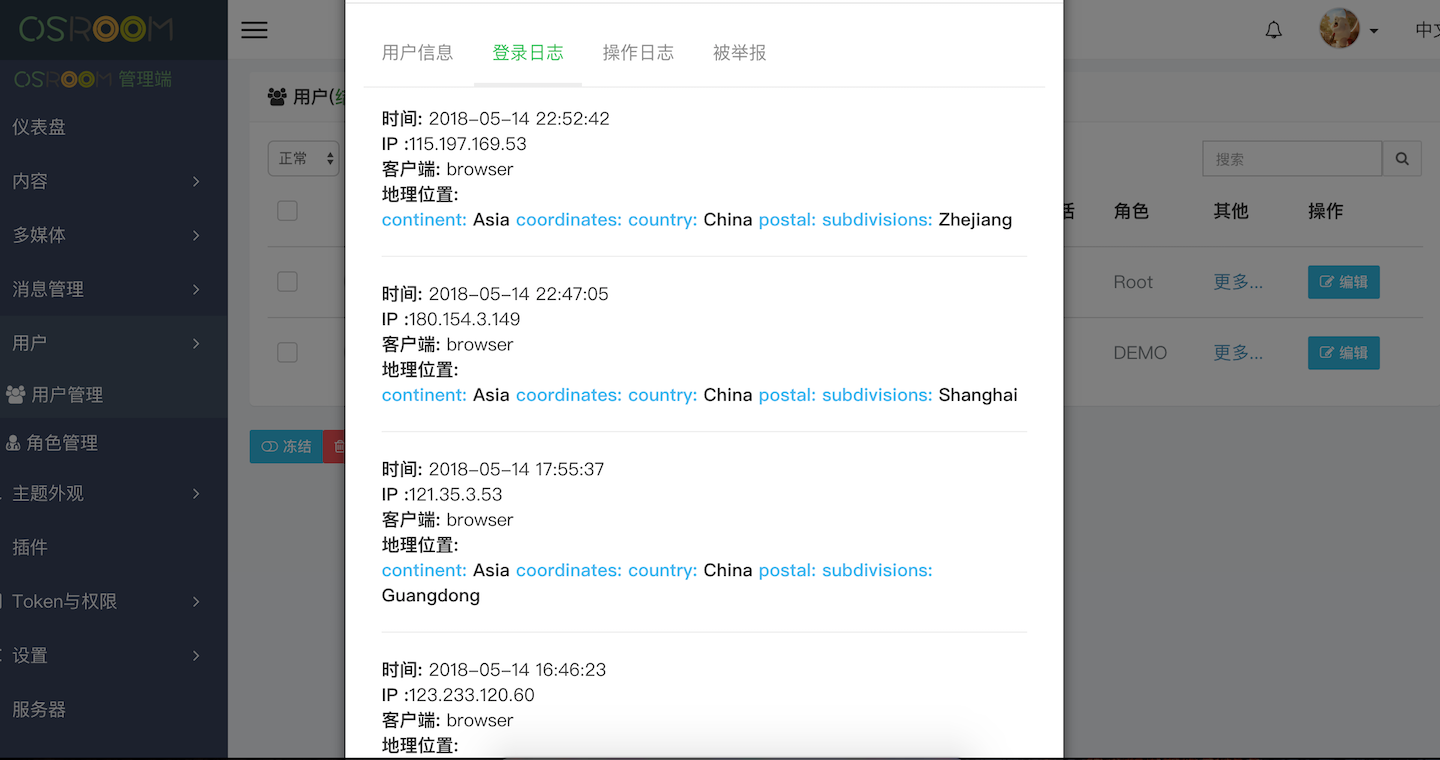 OSROOM
OSROOM 管理端
仪表盘
内容
多媒体
消息管理
用户
用户管理
角色管理
主题外观
插件
Token与权限
设置
服务器
用户(
正常
冻结
用户信息 登录日志 操作日志 被举报
时间: 2018-05-14 22:52:42
IP :115.197.169.53
客户端: browser
地理位置:
continent: Asia coordinates: country: China postal: subdivisions: Zhejiang
时间: 2018-05-14 22:47:05
IP :180.154.3.149
客户端: browser
地理位置:
continent: Asia coordinates: country: China postal: subdivisions: Shanghai
时间: 2018-05-14 17:55:37
IP :121.35.3.53
客户端: browser
地理位置:
continent: Asia coordinates: country: China postal: subdivisions:
Guangdong
时间: 2018-05-14 16:46:23
IP :123.233.120.60
客户端: browser
地理位置:
搜索
角色 其他 操作
Root 更多... 编辑
DEMO 更多... 编辑